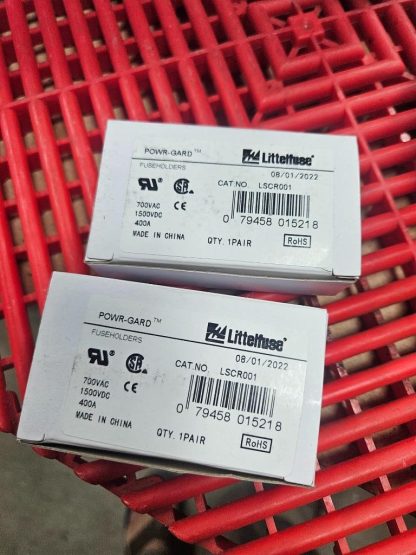 POWR-GARD™
Littelfuse®
FUSEHOLDERS
08/01/2022
CAT.NO. LSCR001
700VAC
1500VDC
400A
CE
0 79458 015218
MADE IN CHINA
QTY. 1PAIR
RoHS
POWR-GARD™
Littelfuse®
FUSEHOLDERS
08/01/2022
CAT.NO. LSCR001
700VAC
1500VDC
400A
CE
0 79458 015218
MADE IN CHINA
QTY. 1PAIR
RoHS